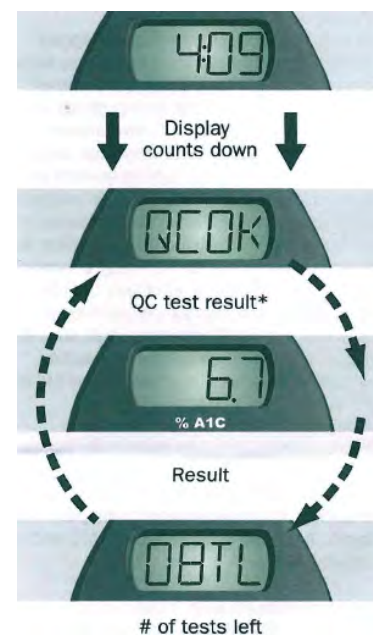 4:09
Display
counts down
QCOK
QC test result*
6.7
% A1C
Result
08TL
# of tests left